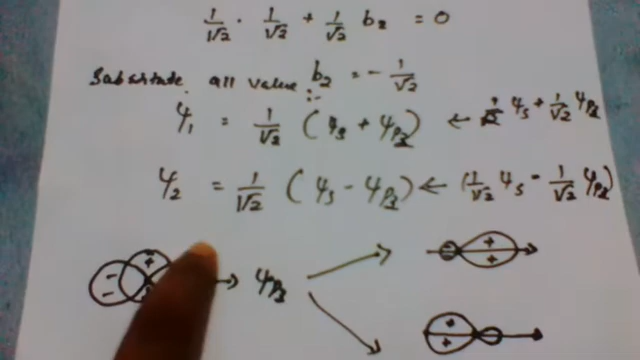 1/√2 · 1/√2 + 1/√2 b₂ = 0
Substitute all value b₂ = - 1/√2
:-
ψ₁ = 1/√2 (ψs + ψpz) ← 1/√2 ψs + 1/√2 ψpz
ψ₂ = 1/√2 (ψs - ψpz) ← (1/√2 ψs - 1/√2 ψpz)
- + + +
- ψpz
+ +